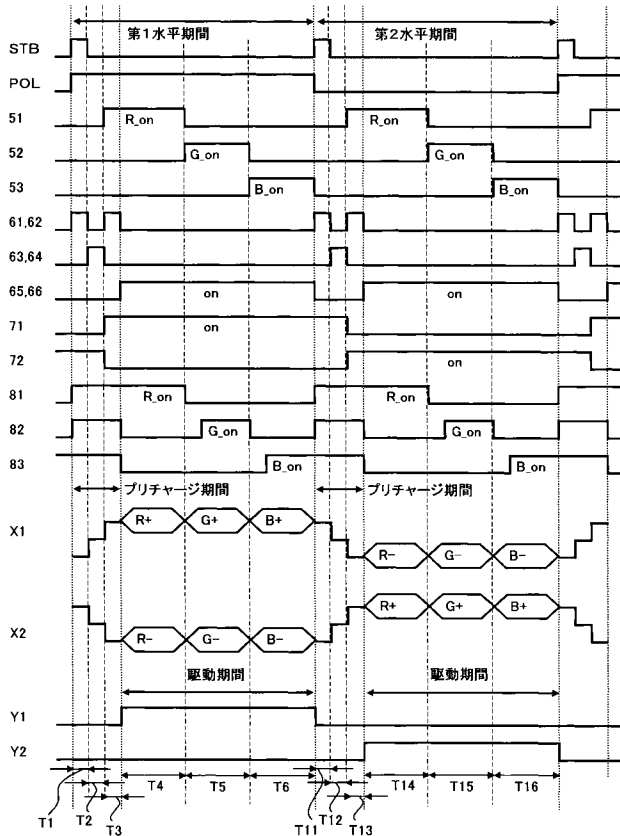 第1水平期間 第2水平期間
STB
POL
51 R_on R_on
52 G_on G_on
53 B_on B_on
61,62
63,64
65,66 on on
71 on
72 on
81 R_on R_on
82 G_on G_on
83 B_on B_on
プリチャージ期間 プリチャージ期間
X1 R+ G+ B+ R- G- B-
X2 R- G- B- R+ G+ B+
駆動期間 駆動期間
Y1
Y2
T4 T5 T6 T14 T15 T16
T1 T2 T3 T11 T12 T13